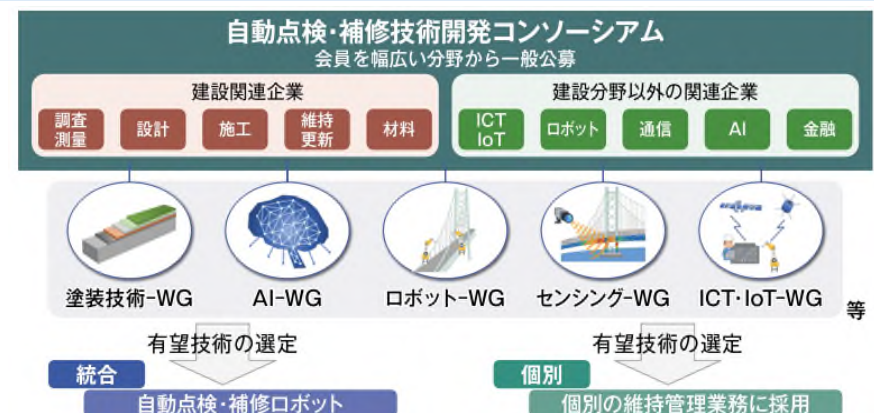 自動点検・補修技術開発コンソーシアム
会員を幅広い分野から一般公募
建設関連企業
調査
測量
設計
施工
維持
更新
材料
建設分野以外の関連企業
ICT
IoT
ロボット
通信
AI
金融
塗装技術-WG
AI-WG
ロボット-WG
センシング-WG
ICT・IoT-WG
等
有望技術の選定
有望技術の選定
統合
自動点検・補修ロボット
個別
個別の維持管理業務に採用